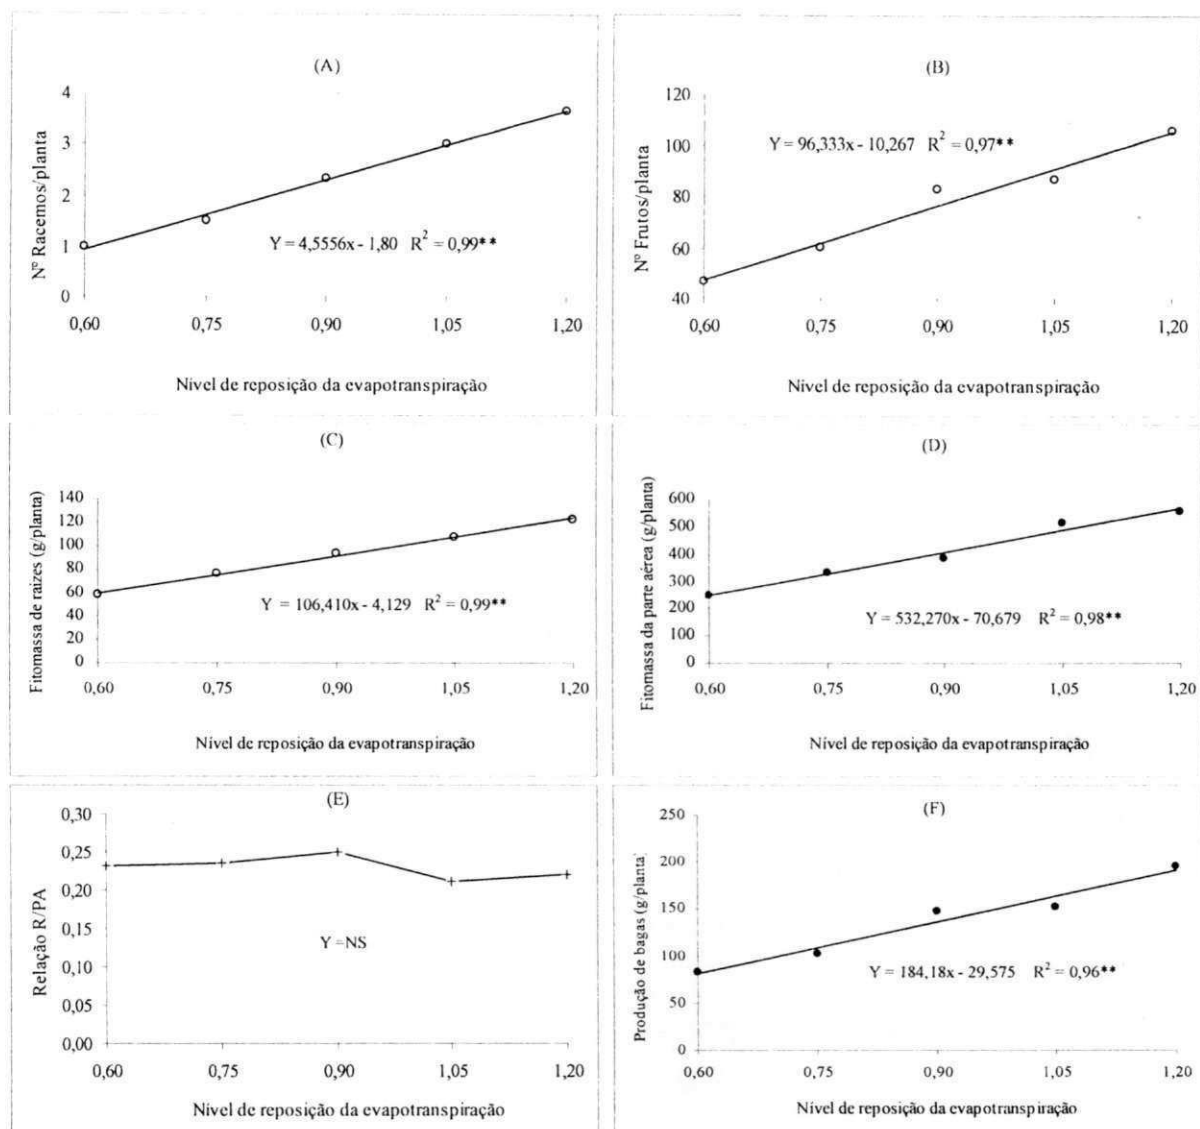 (A)
Nº Racemos/planta
4
3
2
1
0
Y = 4,5556x - 1,80 R² = 0,99**
0,60 0,75 0,90 1,05 1,20
Nível de reposição da evapotranspiração
(B)
Nº Frutos/planta
120
100
80
60
40
Y = 96,333x - 10,267 R² = 0,97**
0,60 0,75 0,90 1,05 1,20
Nível de reposição da evapotranspiração
(C)
Fitomassa de raízes (g/planta)
140
120
100
80
60
40
20
0
Y = 106,410x - 4,129 R² = 0,99**
0,60 0,75 0,90 1,05 1,20
Nível de reposição da evapotranspiração
(D)
Fitomassa da parte aérea (g/planta)
600
500
400
300
200
100
0
Y = 532,270x - 70,679 R² = 0,98**
0,60 0,75 0,90 1,05 1,20
Nível de reposição da evapotranspiração
(E)
Relação R/PA
0,30
0,25
0,20
0,15
0,10
0,05
0,00
Y =NS
0,60 0,75 0,90 1,05 1,20
Nível de reposição da evapotranspiração
(F)
Produção de bagas (g/planta)
250
200
150
100
50
0
Y = 184,18x - 29,575 R² = 0,96**
0,60 0,75 0,90 1,05 1,20
Nível de reposição da evapotranspiração